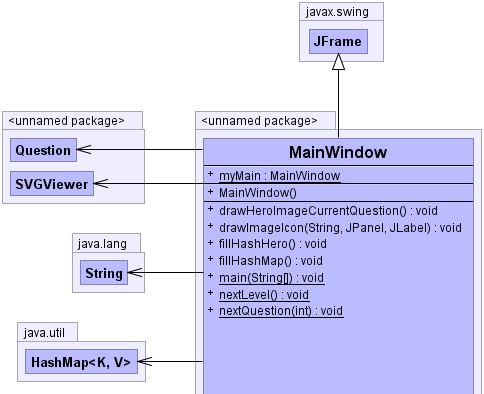 javax.swing
JFrame
<unnamed package>
Question
SVGViewer
<unnamed package>
MainWindow
+ myMain : MainWindow
+ MainWindow()
+ drawHeroImageCurrentQuestion() : void
+ drawImageIcon(String, JPanel, JLabel) : void
+ fillHashHero() : void
+ fillHashMap() : void
+ main(String[]) : void
+ nextLevel() : void
+ nextQuestion(int) : void
java.lang
String
java.util
HashMap<K, V>